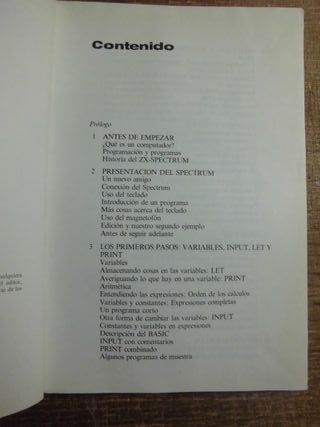 Contenido
Prólogo
1 ANTES DE EMPEZAR
¿Qué es un computador?
Programación y programas
Historia del ZX-SPECTRUM
2 PRESENTACION DEL SPECTRUM
Un nuevo amigo
Conexión del Spectrum
Uso del teclado
Introducción de un programa
Más cosas acerca del teclado
Uso del magnetofón
Edición y nuestro segundo ejemplo
Antes de seguir adelante
3 LOS PRIMEROS PASOS: VARIABLES, INPUT, LET Y
PRINT
Variables
Almacenando cosas en las variables: LET
Averiguando lo que hay en una variable: PRINT
Aritmética
Entendiendo las expresiones: Orden de los cálculos
Variables y constantes: Expresiones completas
Un programa corto
Otra forma de cambiar las variables: INPUT
Constantes y variables en expresiones
Descripción del BASIC
INPUT con comentarios
PRINT combinado
Algunos programas de muestra